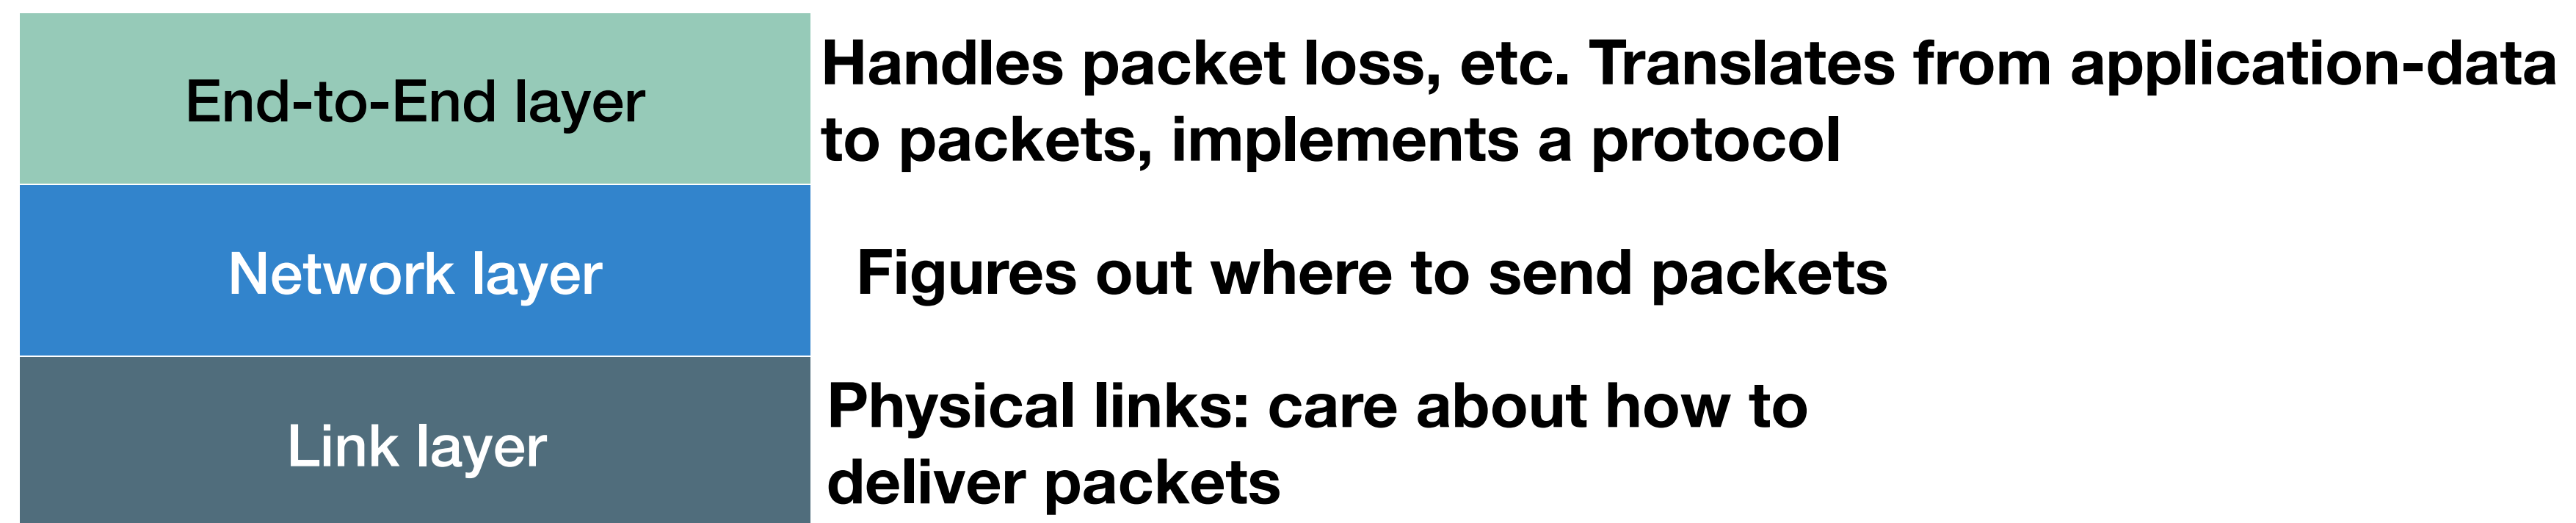 End-to-End layer
Handles packet loss, etc. Translates from application-data
to packets, implements a protocol
Network layer
Figures out where to send packets
Link layer
Physical links: care about how to
deliver packets